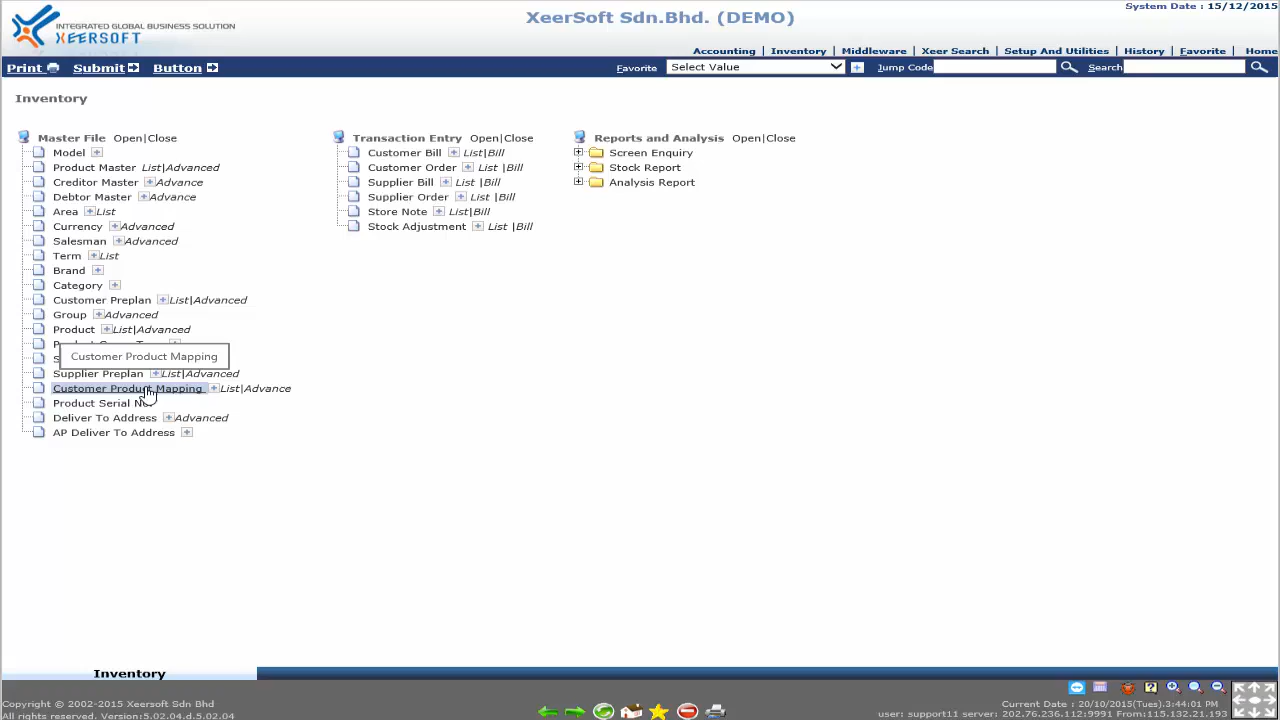 INTEGRATED GLOBAL BUSINESS SOLUTION
XEERSOFT
XeerSoft Sdn.Bhd. (DEMO)
System Date : 15/12/2015
Accounting | Inventory | Middleware | Xeer Search | Setup And Utilities | History | Favorite | Home
Print Submit Button Favorite Select Value Jump Code Search
Inventory
Master File Open|Close
Model
Product Master List|Advanced
Creditor Master Advance
Debtor Master Advance
Area List
Currency Advanced
Salesman Advanced
Term List
Brand
Category
Customer Preplan List|Advanced
Group Advanced
Product List|Advanced
Customer Product Mapping
Supplier Preplan List|Advanced
Customer Product Mapping List|Advance
Product Serial
Deliver To Address Advanced
AP Deliver To Address
Transaction Entry Open|Close
Customer Bill List|Bill
Customer Order List |Bill
Supplier Bill List |Bill
Supplier Order List |Bill
Store Note List|Bill
Stock Adjustment List |Bill
Reports and Analysis Open|Close
Screen Enquiry
Stock Report
Analysis Report
Inventory
Copyright © 2002-2015 Xeersoft Sdn Bhd
All rights reserved. Version:5.02.04.d.5.02.04
Current Date : 20/10/2015(Tues).3:44:01 PM
user: support11 server: 202.76.236.112:9991 From:115.132.21.193